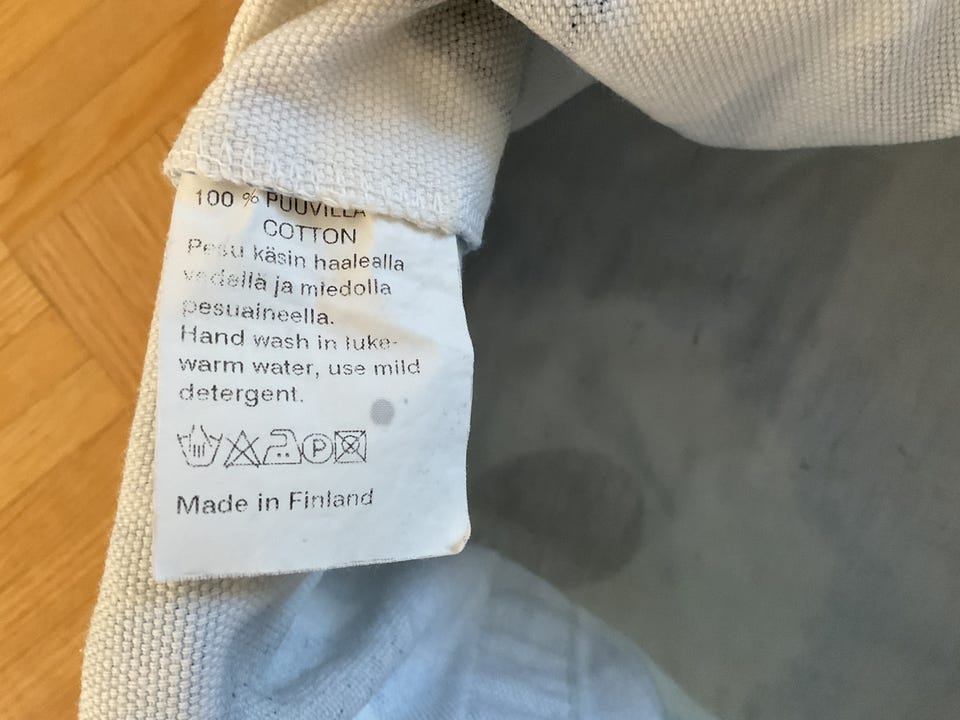 100 % PUUVILLA
COTTON
Pesu käsin haalealla
vedellä ja miedolla
pesuaineella.
Hand wash in luke-
warm water, use mild
detergent.
P
Made in Finland